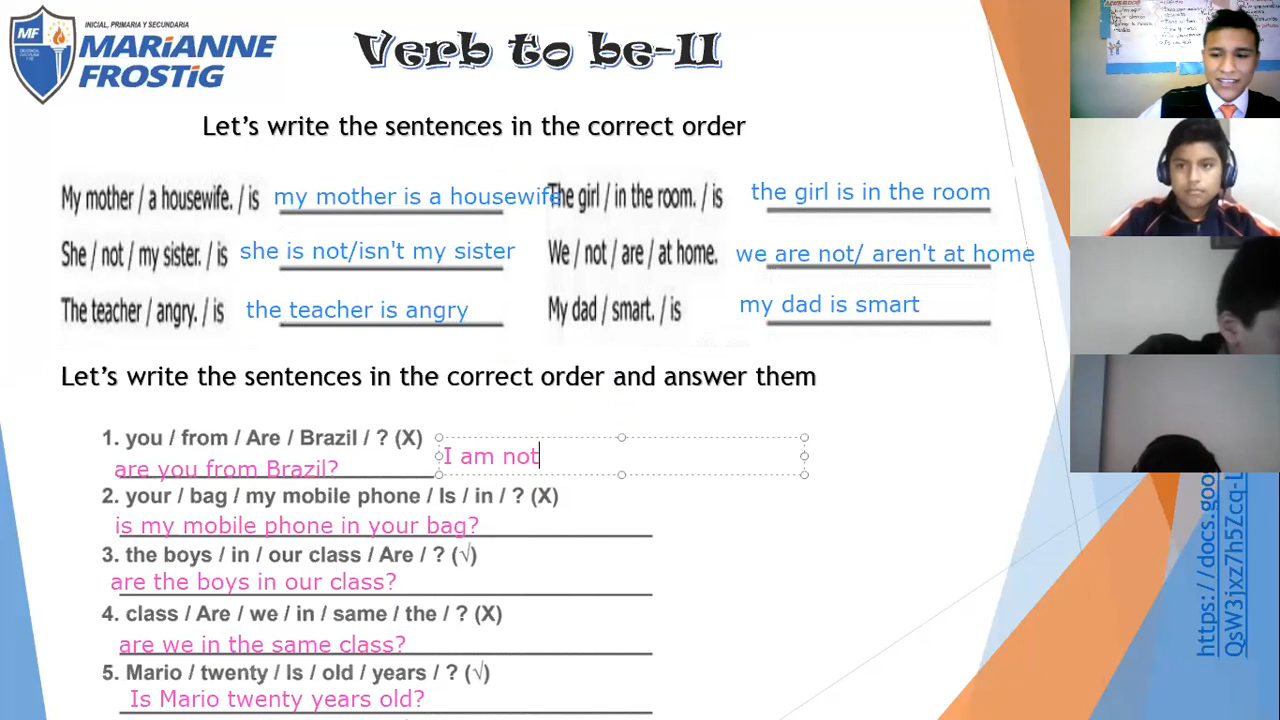 MF
INICIAL, PRIMARIA Y SECUNDARIA
MARiANNE
FROSTiG
Verb to be-II
Let's write the sentences in the correct order
My mother / a housewife. / is my mother is a housewife
The girl / in the room. / is the girl is in the room
She / not / my sister. / is she is not/isn't my sister
We / not / are / at home. we are not/ aren't at home
The teacher / angry. / is the teacher is angry
My dad / smart. / is my dad is smart
Let's write the sentences in the correct order and answer them
1. you / from / Are / Brazil / ? (X)
are you from Brazil? I am not
2. your / bag / my mobile phone / Is / in / ? (X)
is my mobile phone in your bag?
3. the boys / in / our class / Are / ? (√)
are the boys in our class?
4. class / Are / we / in / same / the / ? (X)
are we in the same class?
5. Mario / twenty / Is / old / years / ? (√)
Is Mario twenty years old?
https://docs.goo
QsW3jxz7h5Zcq-L